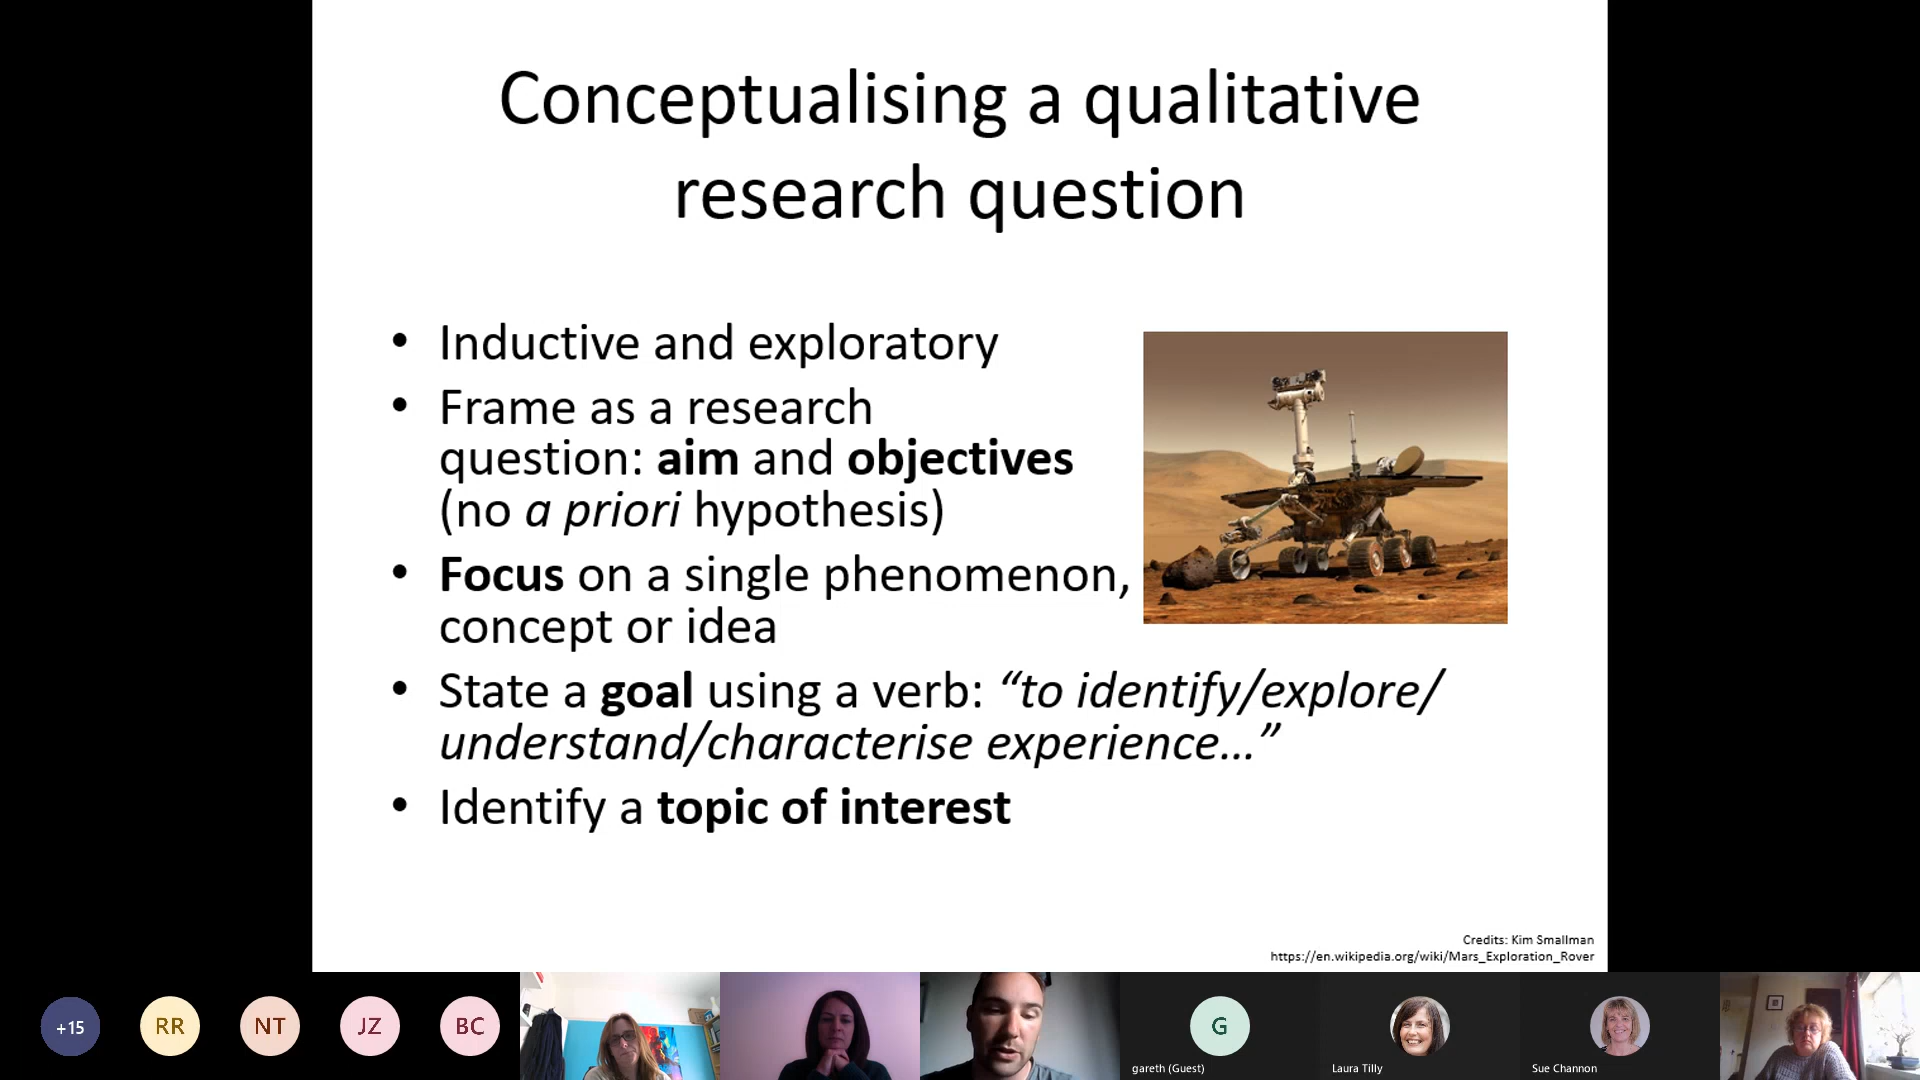 Conceptualising a qualitative
research question
• Inductive and exploratory
• Frame as a research
question: aim and objectives
(no a priori hypothesis)
• Focus on a single phenomenon,
concept or idea
• State a goal using a verb: “to identify/explore/
understand/characterise experience...”
• Identify a topic of interest
Credits: Kim Smallman
https://en.wikipedia.org/wiki/Mars_Exploration_Rover
+15
RR
NT
JZ
BC
G
gareth (Guest)
Laura Tilly
Sue Channon